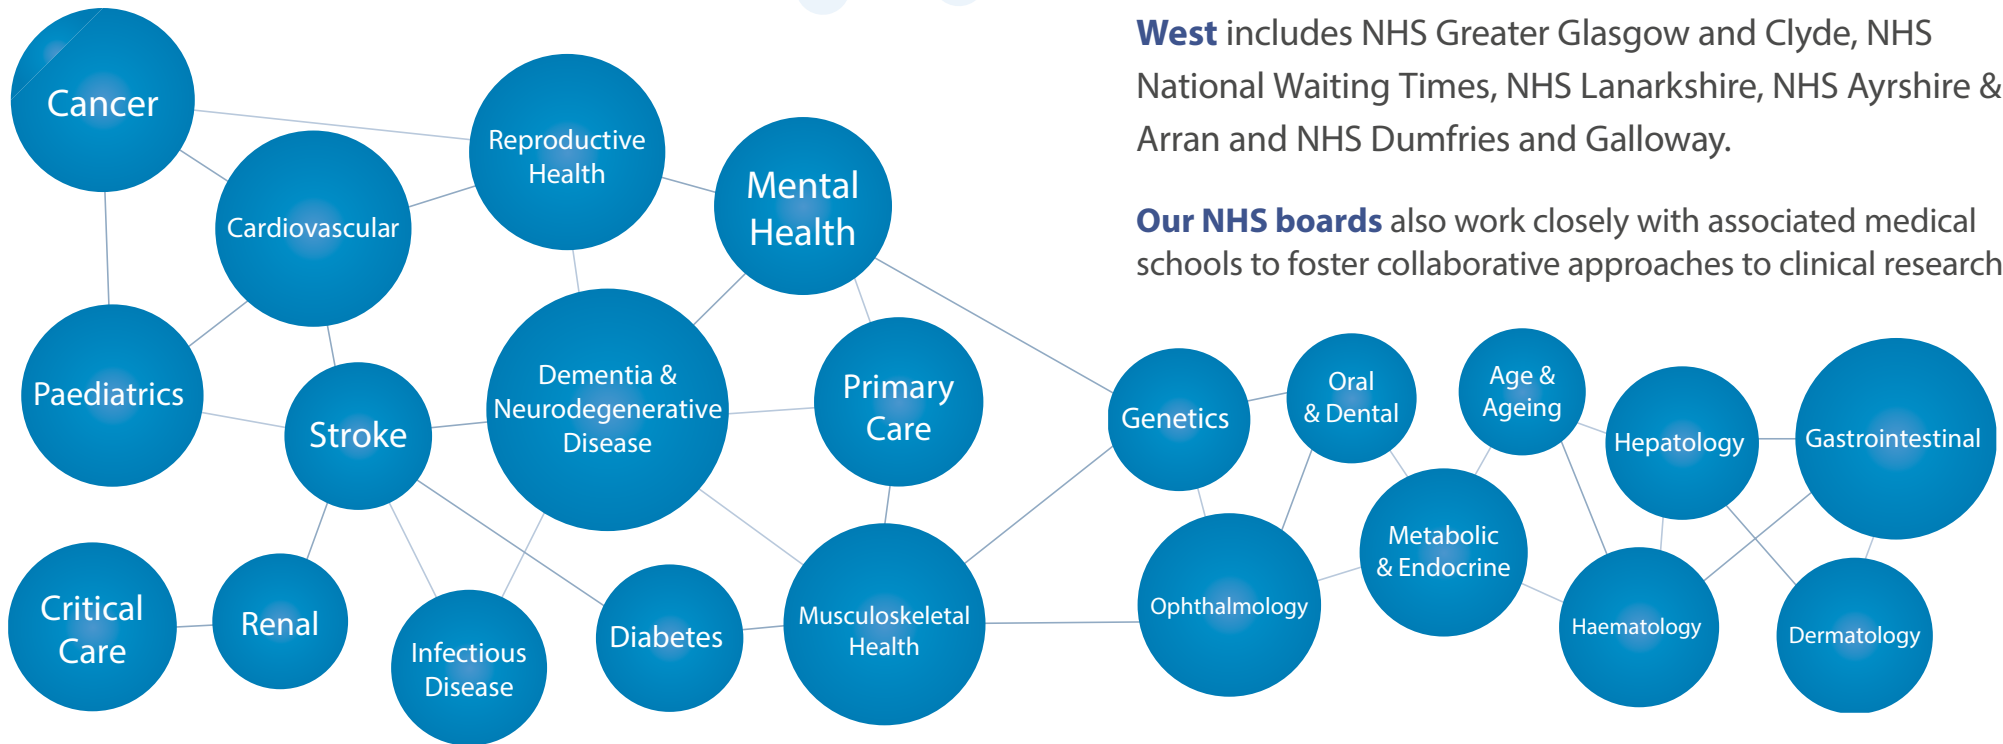 West includes NHS Greater Glasgow and Clyde, NHS
National Waiting Times, NHS Lanarkshire, NHS Ayrshire &
Arran and NHS Dumfries and Galloway.
Our NHS boards also work closely with associated medical
schools to foster collaborative approaches to clinical research
Cancer
Reproductive
Health
Mental
Health
Cardiovascular
Paediatrics
Stroke
Dementia &
Neurodegenerative
Disease
Primary
Care
Genetics
Oral
& Dental
Age &
Ageing
Hepatology
Gastrointestinal
Critical
Care
Renal
Infectious
Disease
Diabetes
Musculoskeletal
Health
Ophthalmology
Metabolic
& Endocrine
Haematology
Dermatology